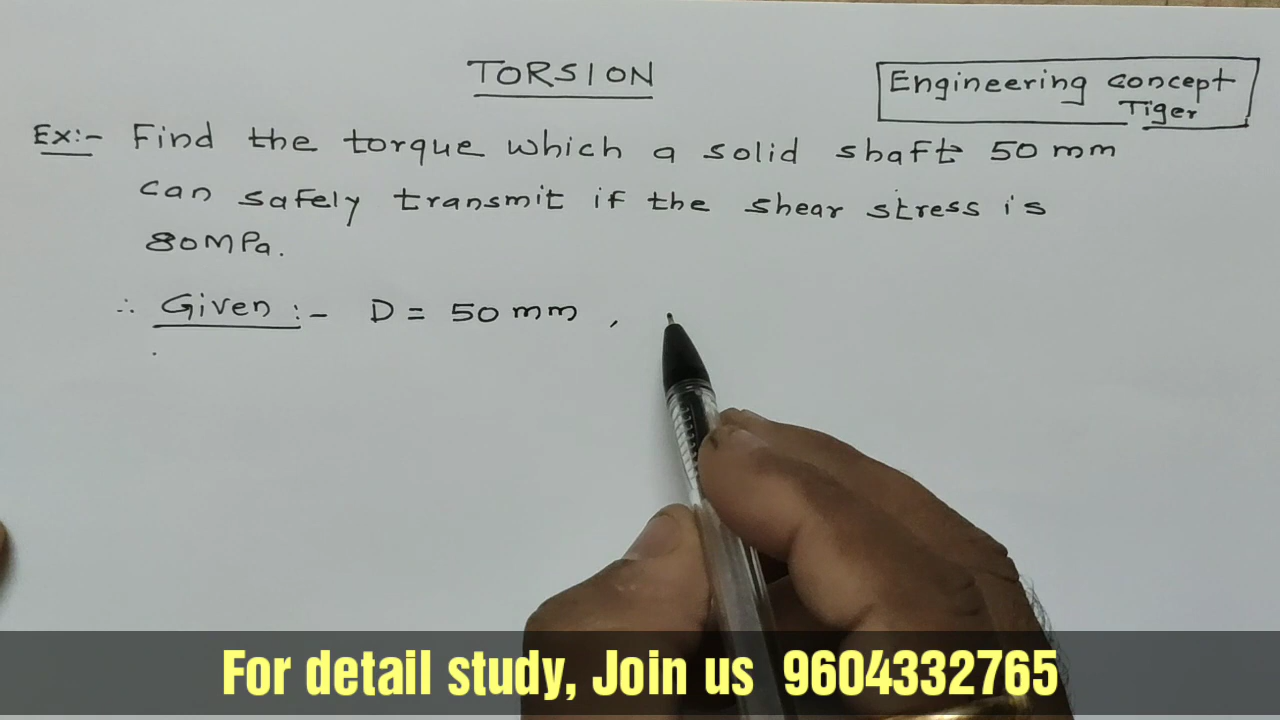 TORSION
Engineering concept
Tiger
Ex:- Find the torque which a solid shaft 50 mm
can safely transmit if the shear stress is
80MPa.
∴ Given :- D = 50 mm ,
For detail study, Join us 9604332765